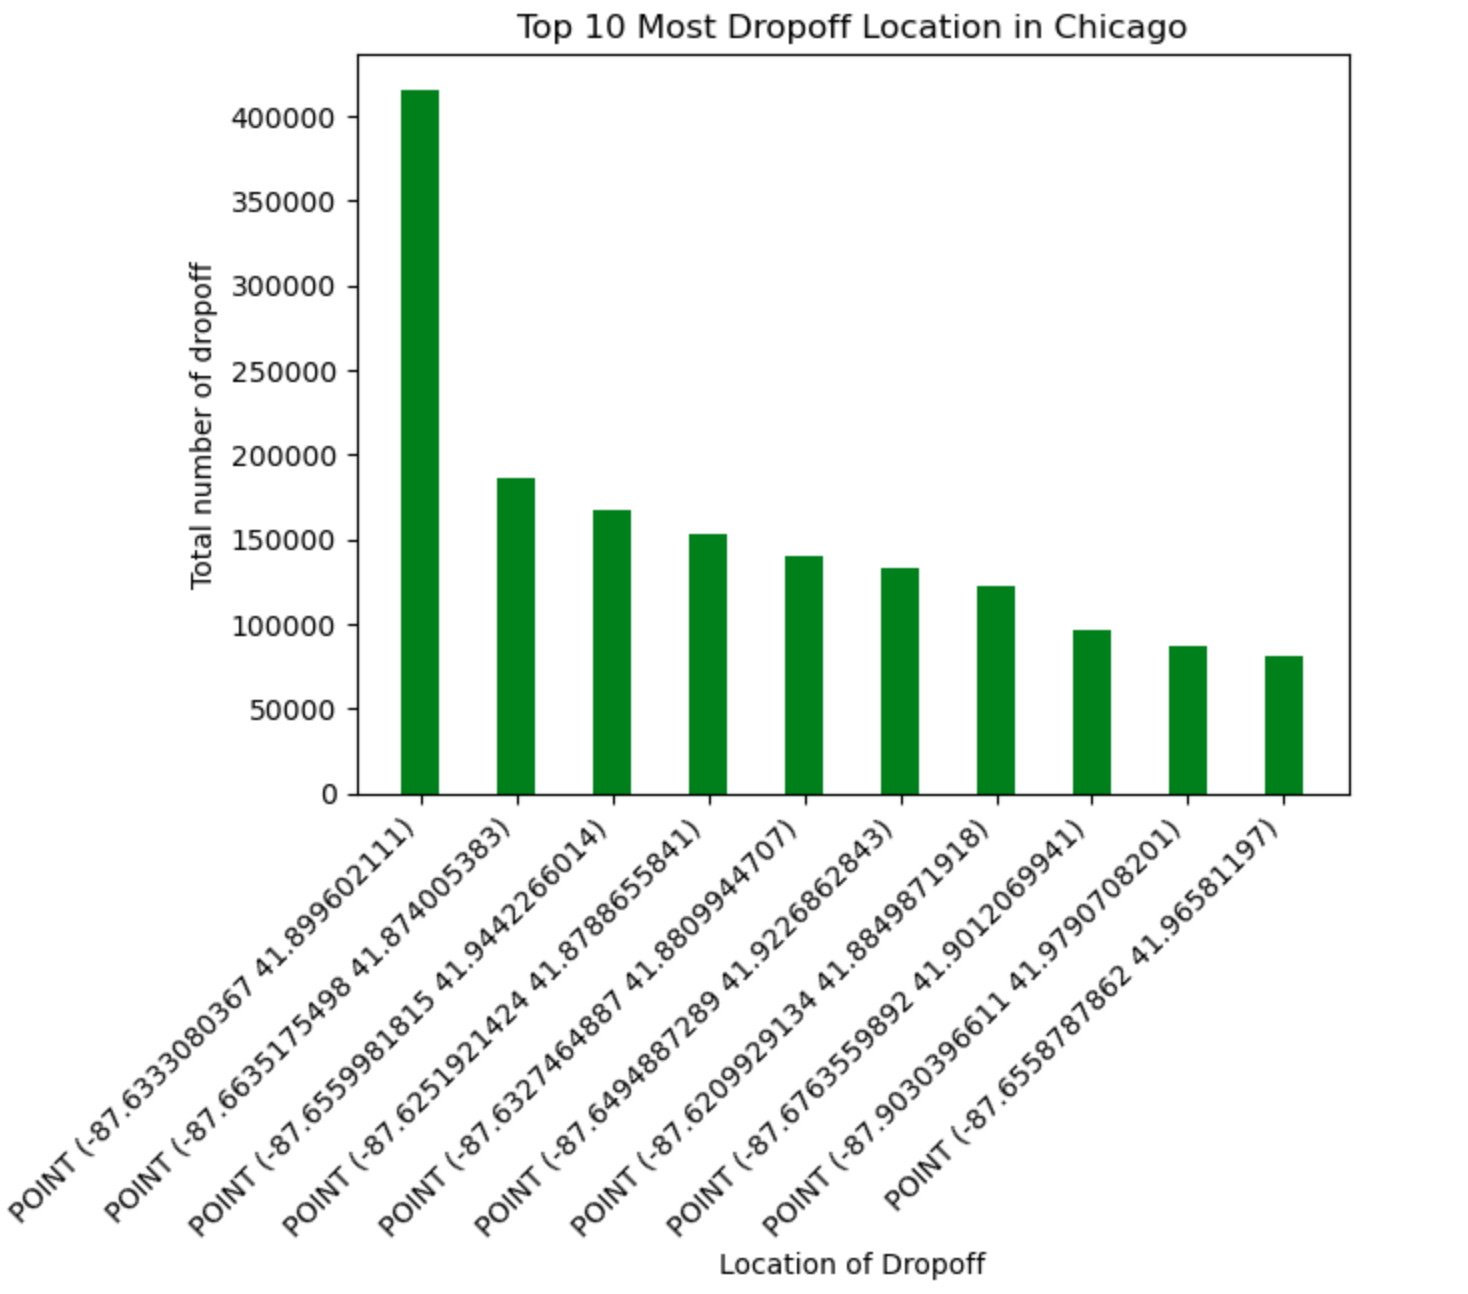 Top 10 Most Dropoff Location in Chicago
Total number of dropoff
400000
350000
300000
250000
200000
150000
100000
50000
0
POINT (-87.6333080367 41.899602111)
POINT (-87.6635175498 41.874005383)
POINT (-87.6559981815 41.9442266014)
POINT (-87.6251921424 41.8788655841)
POINT (-87.6327464887 41.8809944707)
POINT (-87.6494887289 41.9226862843)
POINT (-87.6209929134 41.8849871918)
POINT (-87.6763559892 41.9012069941)
POINT (-87.9030396611 41.9790708201)
POINT (-87.6558787862 41.96581197)
Location of Dropoff